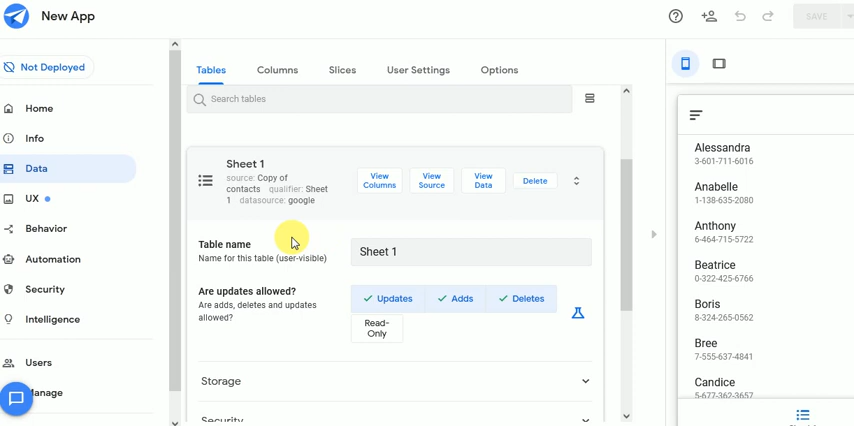 New App
SAVE
Not Deployed
Home
Info
Data
UX
Behavior
Automation
Security
Intelligence
Users
anage
Tables
Columns
Slices
User Settings
Options
Search tables
Sheet 1
source: Copy of
contacts qualifier: Sheet
1 datasource: google
View
Columns
View
Source
View
Data
Delete
Table name
Name for this table (user-visible)
Sheet 1
Are updates allowed?
Are adds, deletes and updates
allowed?
Updates
Adds
Deletes
Read-
Only
Storage
Security
Alessandra
3-601-711-6016
Anabelle
1-138-635-2080
Anthony
6-464-715-5722
Beatrice
0-322-425-6766
Boris
8-324-265-0562
Bree
7-555-637-4841
Candice
5-677-362-3657